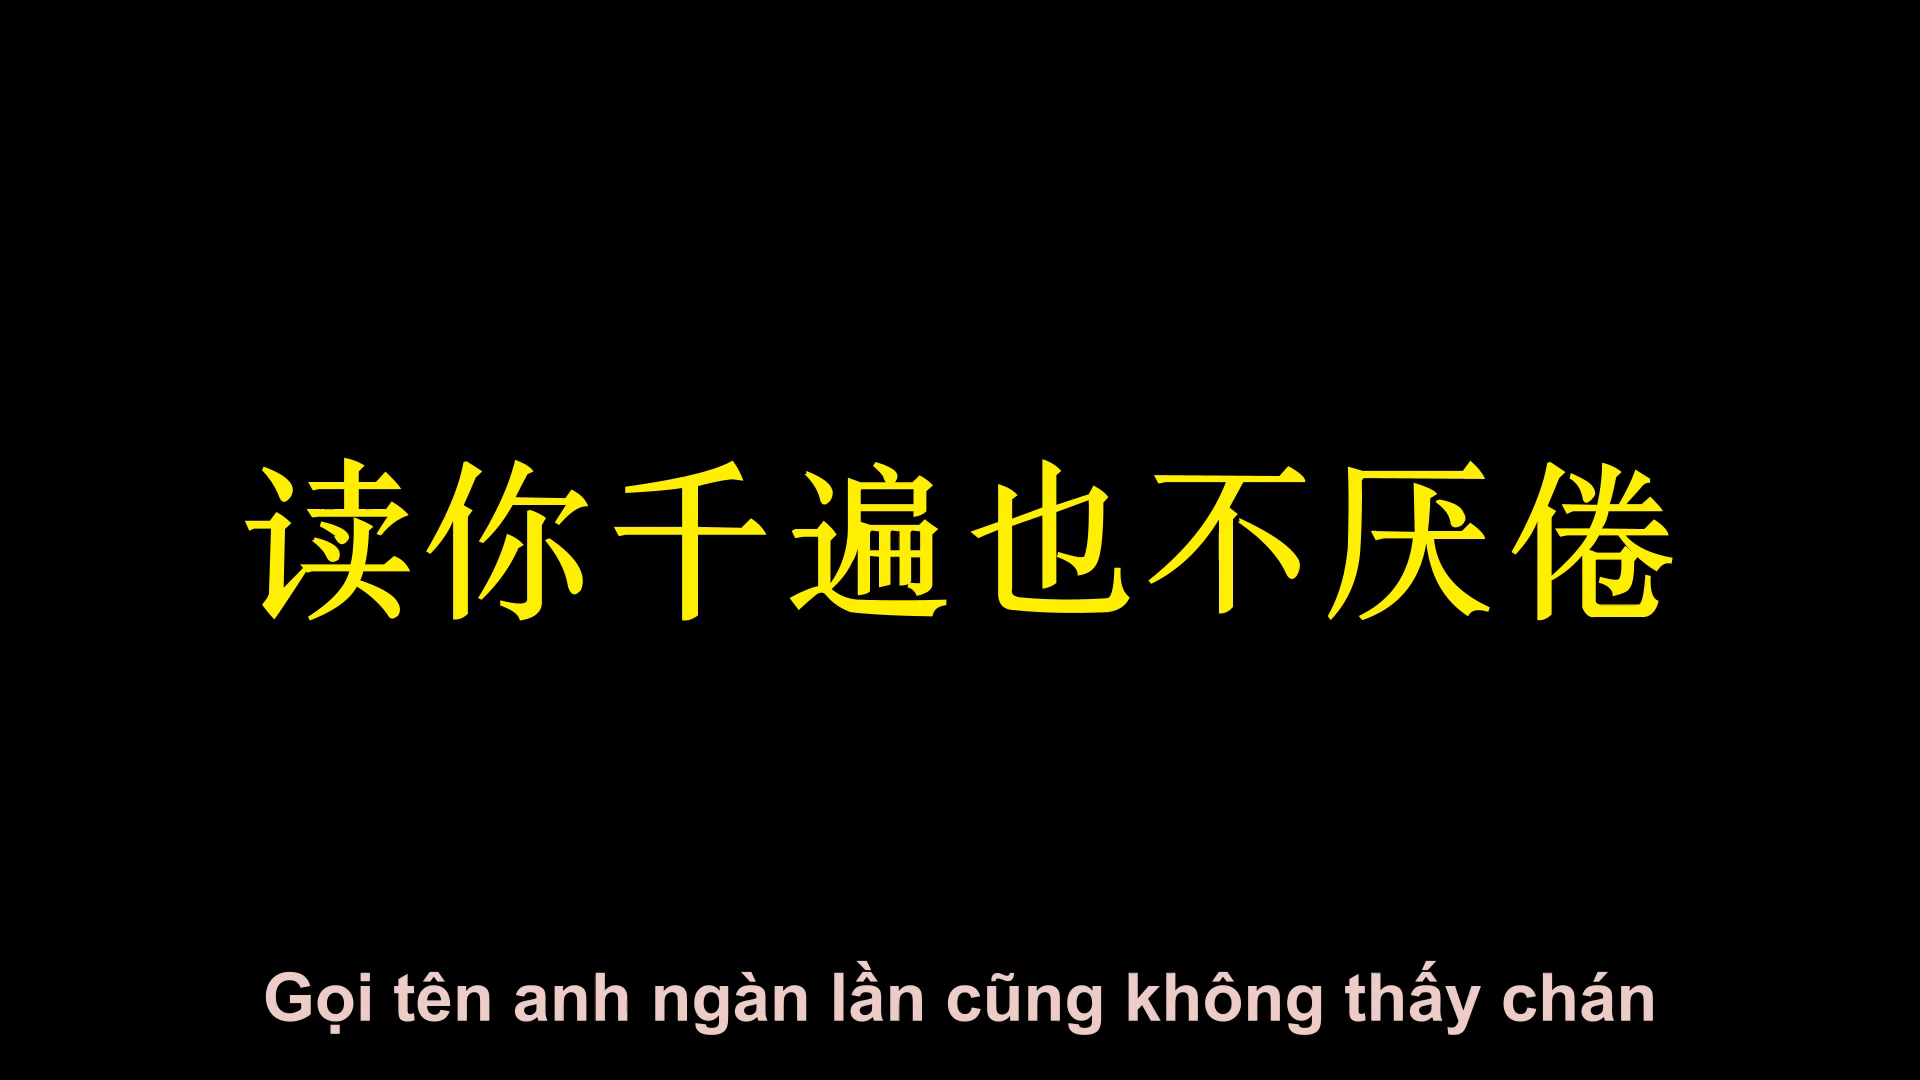 读你千遍也不厌倦
Gọi tên anh ngàn lần cũng không thấy chán